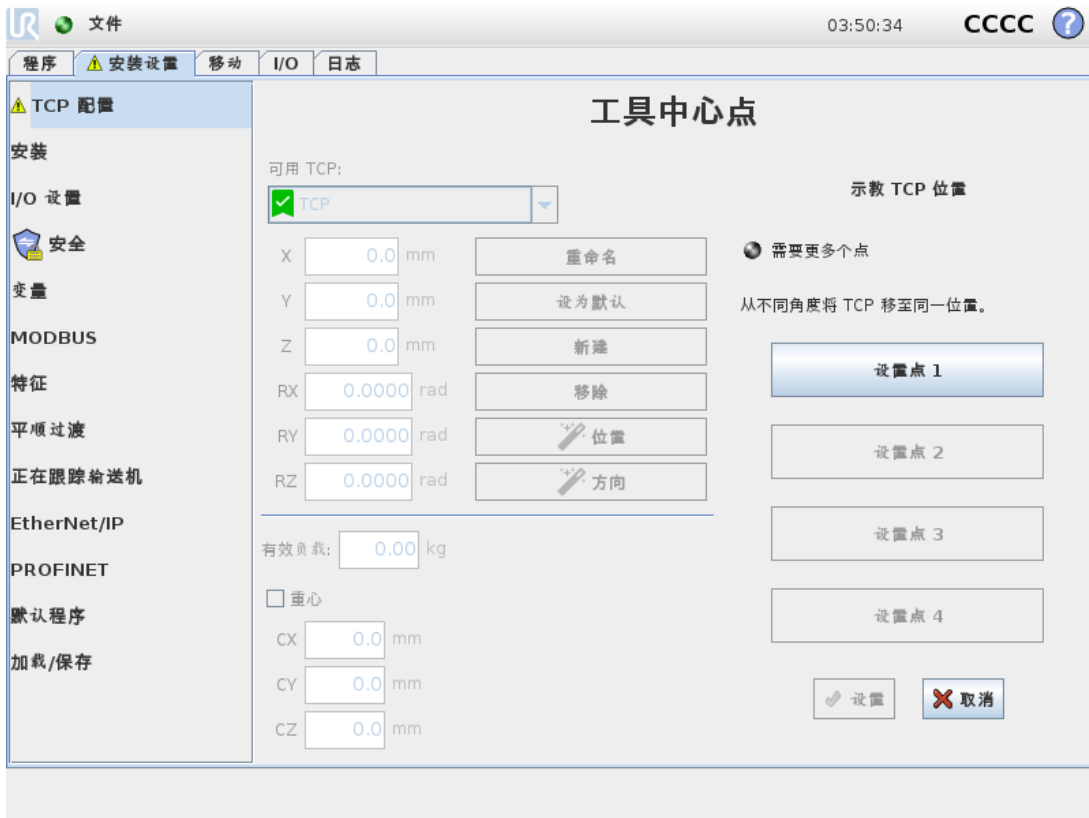 UR 文件 03:50:34 CCCC ?
程序 安装设置 移动 I/O 日志
TCP 配置
安装
I/O 设置
安全
变量
MODBUS
特征
平顺过渡
正在跟踪输送机
EtherNet/IP
PROFINET
默认程序
加载/保存
工具中心点
可用 TCP:
TCP
X 0.0 mm 重命名
Y 0.0 mm 设为默认
Z 0.0 mm 新建
RX 0.0000 rad 移除
RY 0.0000 rad 位置
RZ 0.0000 rad 方向
有效负载: 0.00 kg
重心
CX 0.0 mm
CY 0.0 mm
CZ 0.0 mm
示教 TCP 位置
需要更多个点
从不同角度将 TCP 移至同一位置。
设置点 1
设置点 2
设置点 3
设置点 4
设置 取消